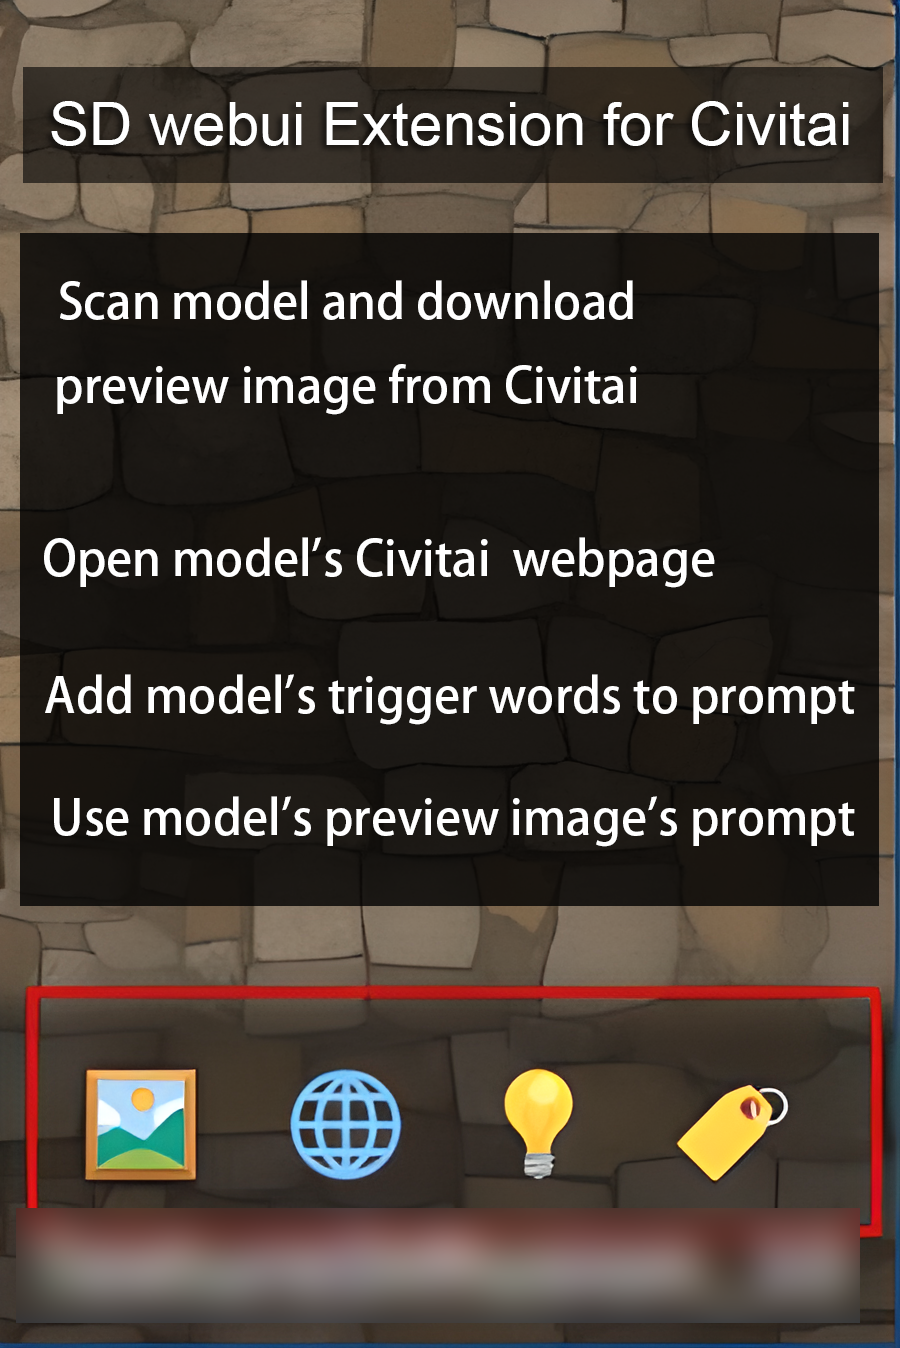 SD webui Extension for Civitai
Scan model and download
preview image from Civitai
Open model’s Civitai webpage
Add model’s trigger words to prompt
Use model’s preview image’s prompt